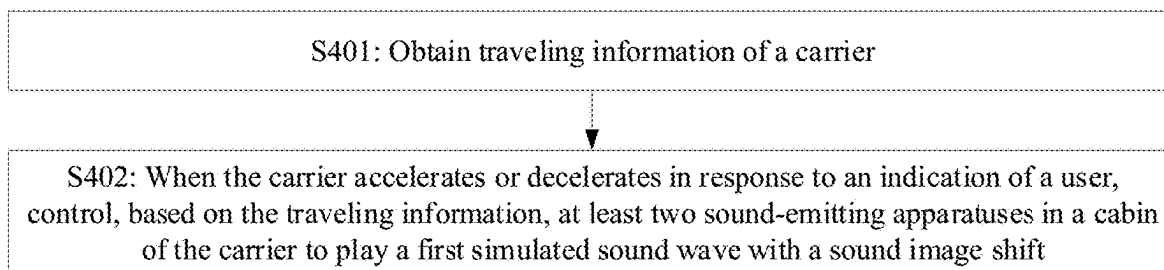 S401: Obtain traveling information of a carrier
S402: When the carrier accelerates or decelerates in response to an indication of a user,
control, based on the traveling information, at least two sound-emitting apparatuses in a cabin
of the carrier to play a first simulated sound wave with a sound image shift